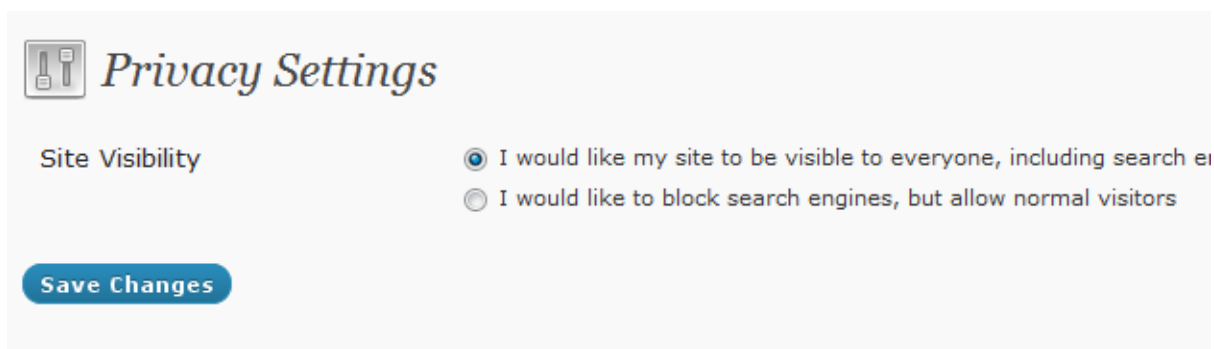 Privacy Settings
Site Visibility
I would like my site to be visible to everyone, including search
I would like to block search engines, but allow normal visitors
Save Changes